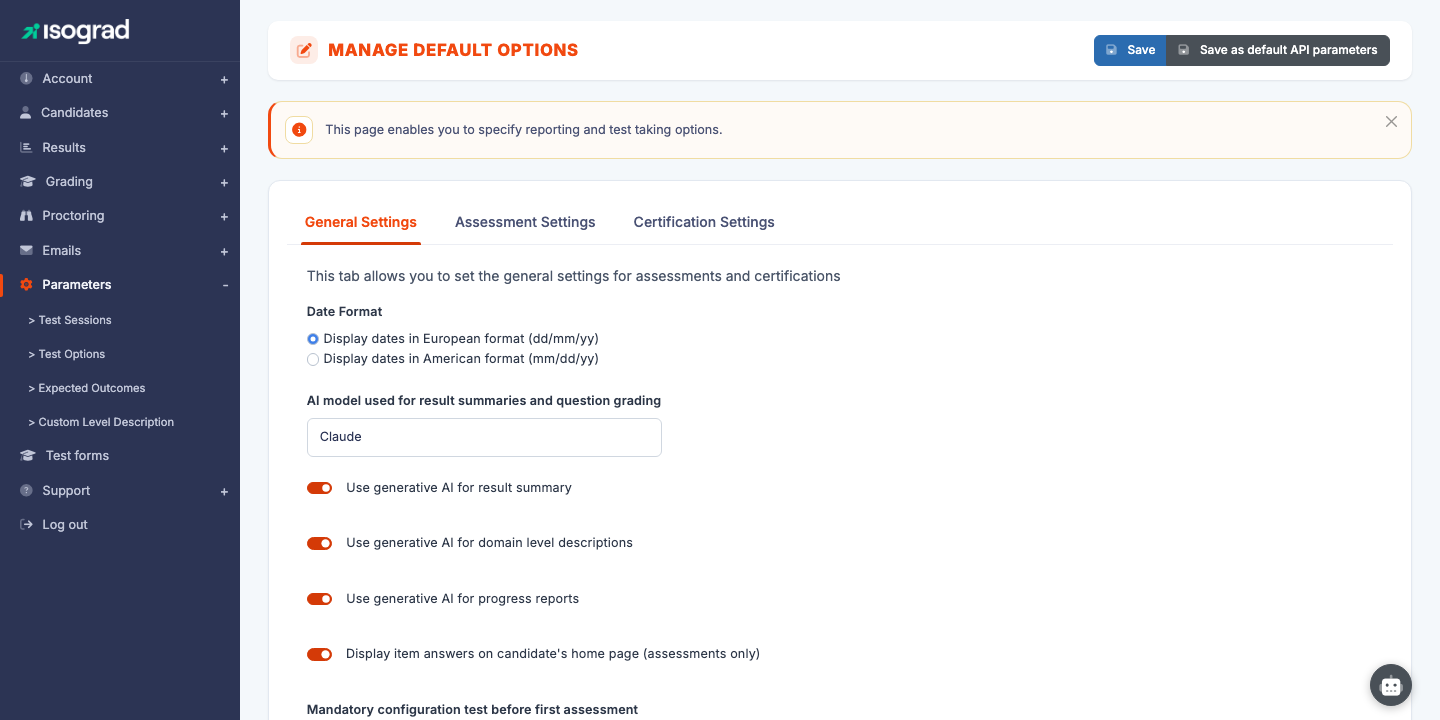 isograd
Account +
Candidates +
Results +
Grading +
Proctoring +
Emails +
Parameters -
> Test Sessions
> Test Options
> Expected Outcomes
> Custom Level Description
Test forms
Support +
Log out
MANAGE DEFAULT OPTIONS
Save
Save as default API parameters
This page enables you to specify reporting and test taking options.
General Settings
Assessment Settings
Certification Settings
This tab allows you to set the general settings for assessments and certifications
Date Format
Display dates in European format (dd/mm/yy)
Display dates in American format (mm/dd/yy)
AI model used for result summaries and question grading
Claude
Use generative AI for result summary
Use generative AI for domain level descriptions
Use generative AI for progress reports
Display item answers on candidate's home page (assessments only)
Mandatory configuration test before first assessment